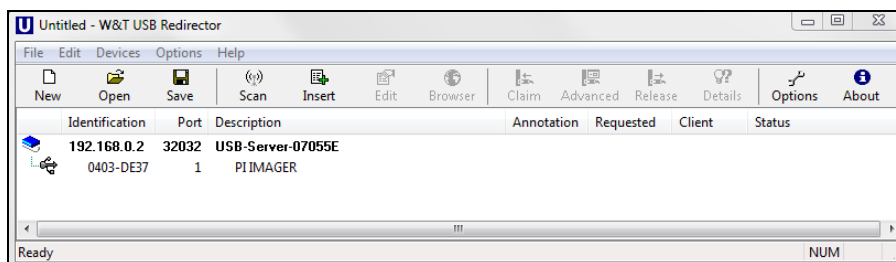 U Untitled - W&T USB Redirector
File Edit Devices Options Help
New Open Save Scan Insert Edit Browser Claim Advanced Release Details Options About
Identification Port Description Annotation Requested Client Status
192.168.0.2 32032 USB-Server-07055E
0403-DE37 1 PI IMAGER
Ready NUM